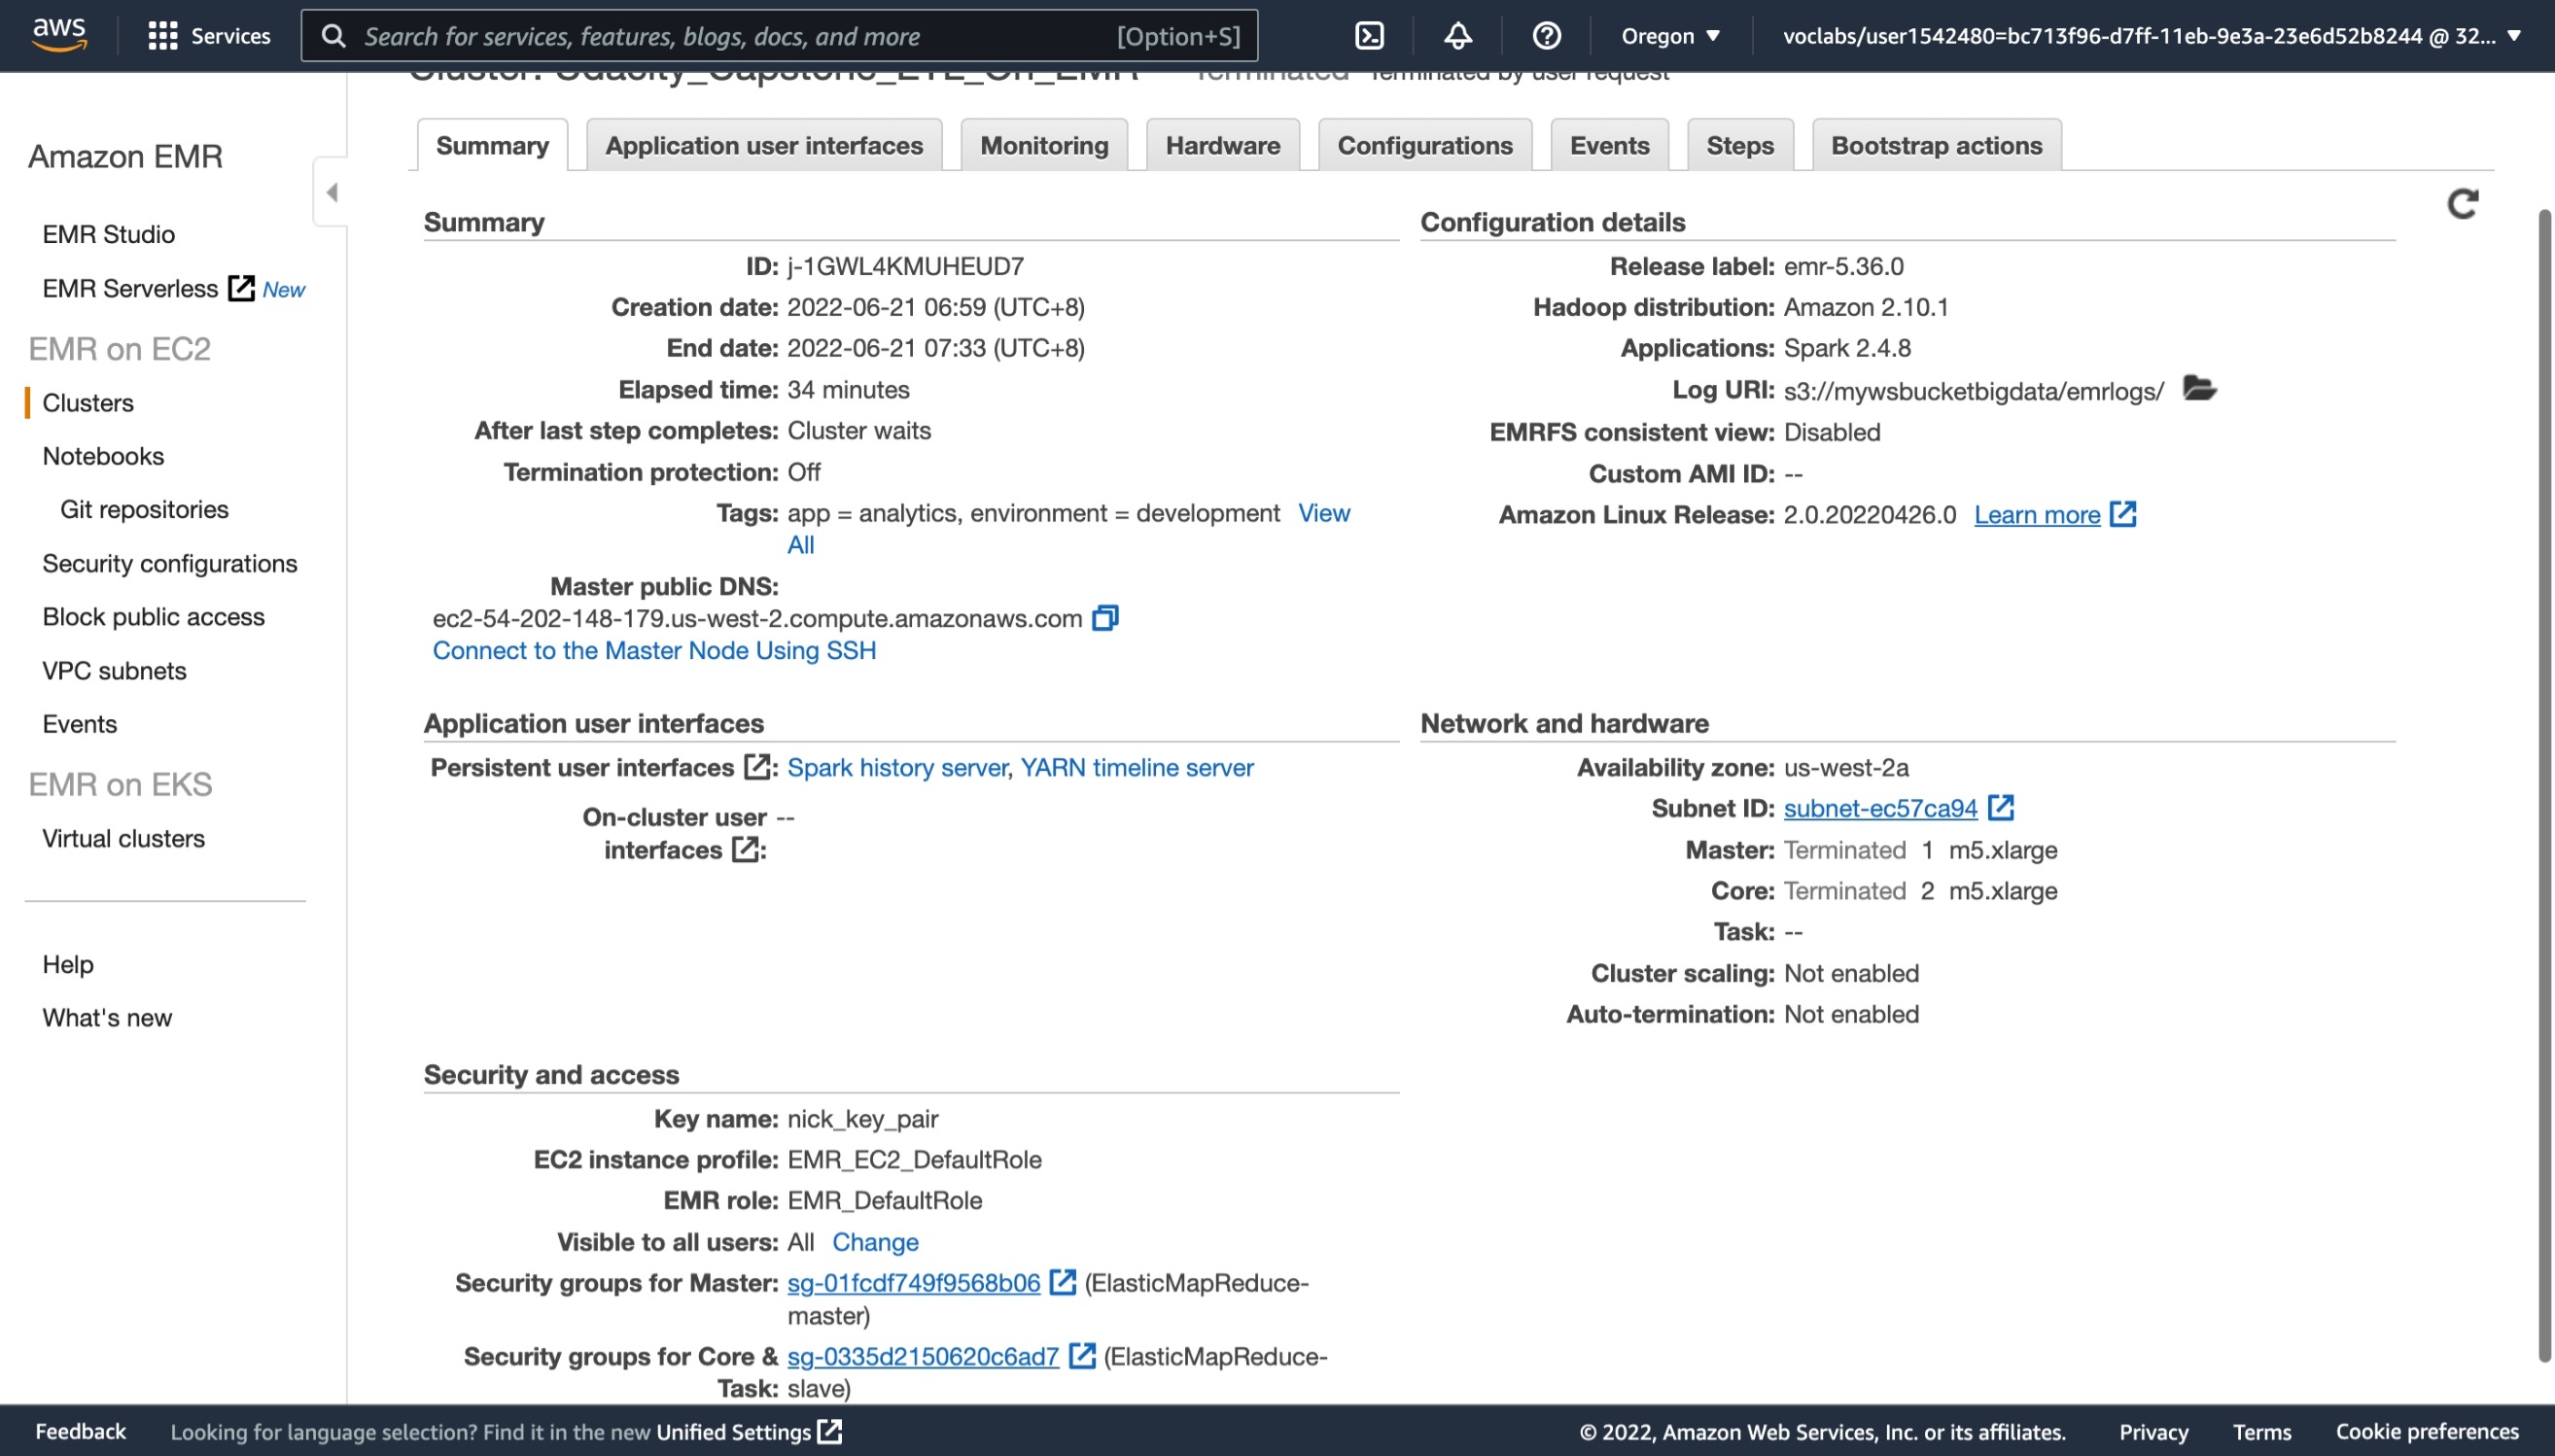 aws
Services
Search for services, features, blogs, docs, and more [Option+S]
Oregon
voclabs/user1542480=bc713f96-d7ff-11eb-9e3a-23e6d52b8244 @ 32...
Cluster: Udacity_Capstone_ETL_On_EMR Terminated Terminated by user request
Amazon EMR
EMR Studio
EMR Serverless New
EMR on EC2
Clusters
Notebooks
Git repositories
Security configurations
Block public access
VPC subnets
Events
EMR on EKS
Virtual clusters
Help
What's new
Summary Application user interfaces Monitoring Hardware Configurations Events Steps Bootstrap actions
Summary
ID: j-1GWL4KMUHEUD7
Creation date: 2022-06-21 06:59 (UTC+8)
End date: 2022-06-21 07:33 (UTC+8)
Elapsed time: 34 minutes
After last step completes: Cluster waits
Termination protection: Off
Tags: app = analytics, environment = development View
All
Master public DNS:
ec2-54-202-148-179.us-west-2.compute.amazonaws.com
Connect to the Master Node Using SSH
Configuration details
Release label: emr-5.36.0
Hadoop distribution: Amazon 2.10.1
Applications: Spark 2.4.8
Log URI: s3://mywsbucketbigdata/emrlogs/
EMRFS consistent view: Disabled
Custom AMI ID: --
Amazon Linux Release: 2.0.20220426.0 Learn more
Application user interfaces
Persistent user interfaces : Spark history server, YARN timeline server
On-cluster user --
interfaces :
Network and hardware
Availability zone: us-west-2a
Subnet ID: subnet-ec57ca94
Master: Terminated 1 m5.xlarge
Core: Terminated 2 m5.xlarge
Task: --
Cluster scaling: Not enabled
Auto-termination: Not enabled
Security and access
Key name: nick_key_pair
EC2 instance profile: EMR_EC2_DefaultRole
EMR role: EMR_DefaultRole
Visible to all users: All Change
Security groups for Master: sg-01fcdf749f9568b06 (ElasticMapReduce-
master)
Security groups for Core & sg-0335d2150620c6ad7 (ElasticMapReduce-
Task: slave)
Feedback Looking for language selection? Find it in the new Unified Settings
© 2022, Amazon Web Services, Inc. or its affiliates. Privacy Terms Cookie preferences